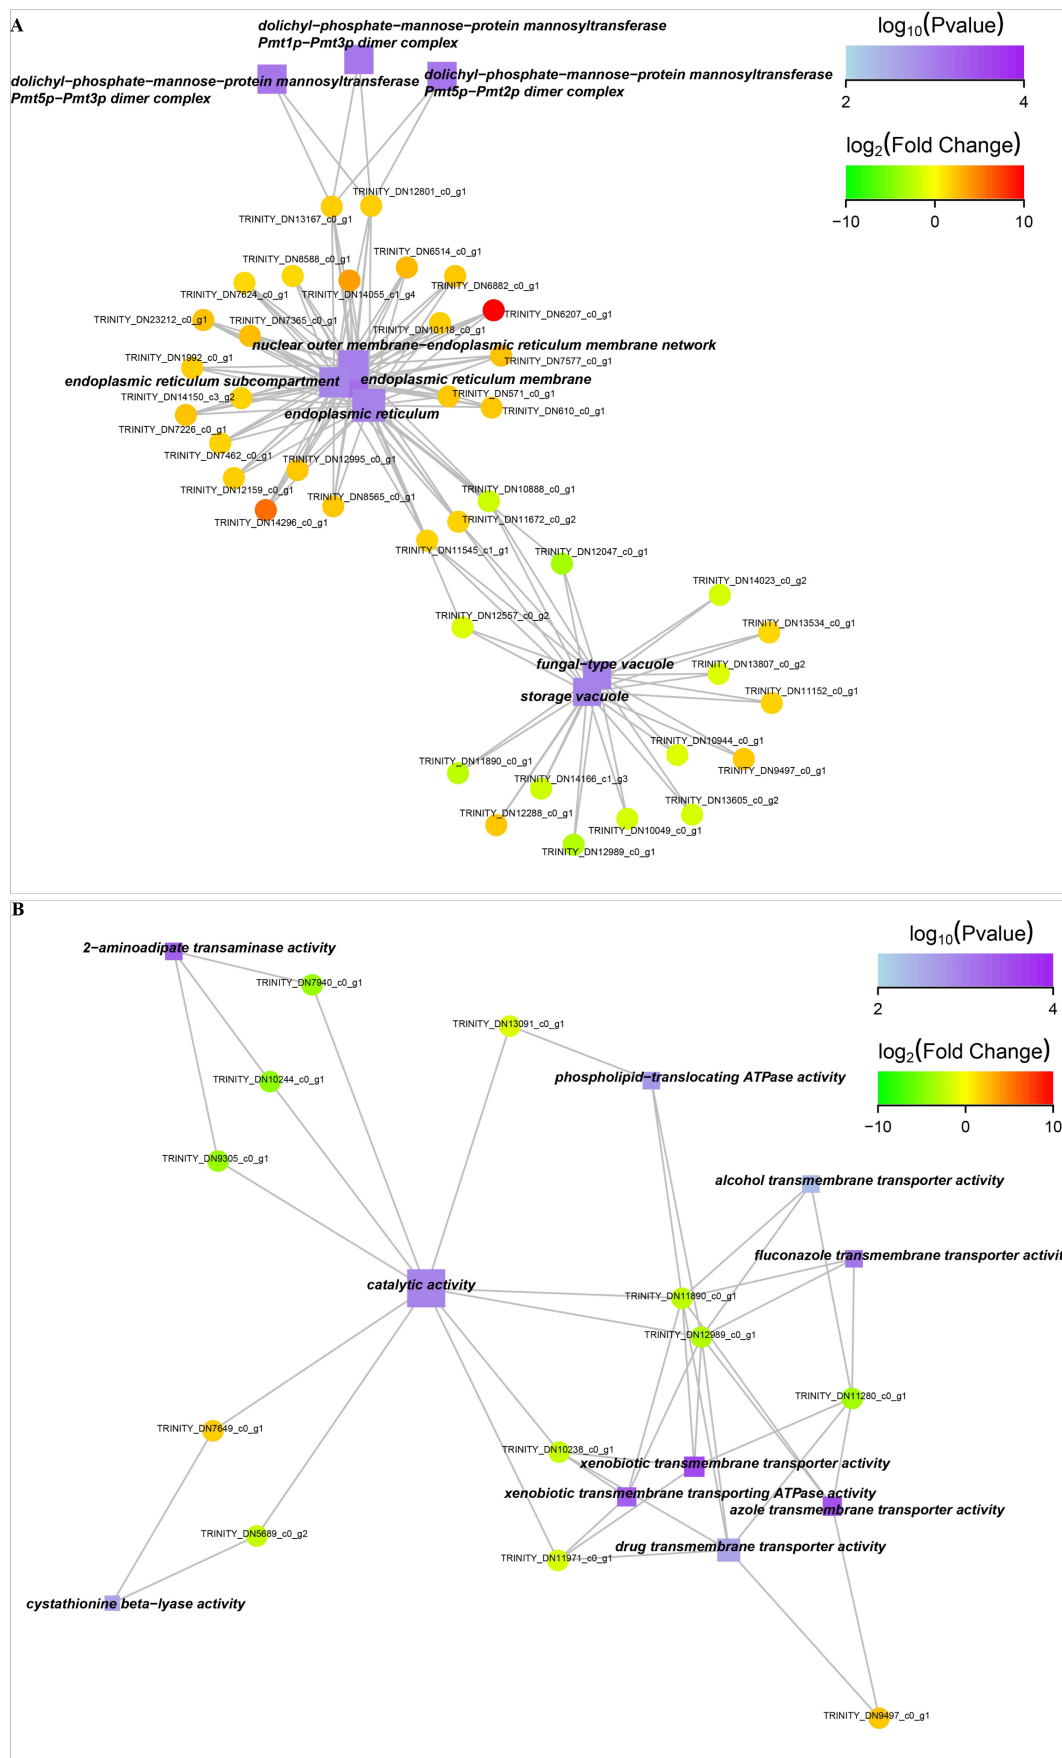 A
dolichyl−phosphate−mannose−protein mannosyltransferase
Pmt1p−Pmt3p dimer complex
dolichyl−phosphate−mannose−protein mannosyltransferase
Pmt5p−Pmt3p dimer complex
dolichyl−phosphate−mannose−protein mannosyltransferase
Pmt5p−Pmt2p dimer complex
log10(Pvalue)
2
4
log2(Fold Change)
−10
0
10
TRINITY_DN12801_c0_g1
TRINITY_DN13167_c0_g1
TRINITY_DN6514_c0_g1
TRINITY_DN8588_c0_g1
TRINITY_DN6882_c0_g1
TRINITY_DN7624_c0_g1
TRINITY_DN14055_c1_g4
TRINITY_DN6207_c0_g1
TRINITY_DN23212_c0_g1
TRINITY_DN7365_c0_g1
TRINITY_DN10118_c0_g1
nuclear outer membrane−endoplasmic reticulum membrane network
TRINITY_DN1992_c0_g1
TRINITY_DN7577_c0_g1
endoplasmic reticulum subcompartment
endoplasmic reticulum membrane
TRINITY_DN14150_c3_g2
TRINITY_DN571_c0_g1
endoplasmic reticulum
TRINITY_DN610_c0_g1
TRINITY_DN7226_c0_g1
TRINITY_DN7462_c0_g1
TRINITY_DN12995_c0_g1
TRINITY_DN12159_c0_g1
TRINITY_DN8565_c0_g1
TRINITY_DN10888_c0_g1
TRINITY_DN14296_c0_g1
TRINITY_DN11672_c0_g2
TRINITY_DN11545_c1_g1
TRINITY_DN12047_c0_g1
TRINITY_DN14023_c0_g2
TRINITY_DN12557_c0_g2
TRINITY_DN13534_c0_g1
fungal−type vacuole
TRINITY_DN13807_c0_g2
storage vacuole
TRINITY_DN11152_c0_g1
TRINITY_DN10944_c0_g1
TRINITY_DN11890_c0_g1
TRINITY_DN9497_c0_g1
TRINITY_DN14166_c1_g3
TRINITY_DN13605_c0_g2
TRINITY_DN12288_c0_g1
TRINITY_DN10049_c0_g1
TRINITY_DN12989_c0_g1
B
log10(Pvalue)
2
4
log2(Fold Change)
−10
0
10
2−aminoadipate transaminase activity
TRINITY_DN7940_c0_g1
TRINITY_DN13091_c0_g1
TRINITY_DN10244_c0_g1
phospholipid−translocating ATPase activity
TRINITY_DN9305_c0_g1
alcohol transmembrane transporter activity
fluconazole transmembrane transporter activit
catalytic activity
TRINITY_DN11890_c0_g1
TRINITY_DN12989_c0_g1
TRINITY_DN11280_c0_g1
TRINITY_DN7649_c0_g1
TRINITY_DN10238_c0_g1
xenobiotic transmembrane transporter activity
xenobiotic transmembrane transporting ATPase activity
azole transmembrane transporter activity
TRINITY_DN5689_c0_g2
drug transmembrane transporter activity
TRINITY_DN11971_c0_g1
cystathionine beta−lyase activity
TRINITY_DN9497_c0_g1